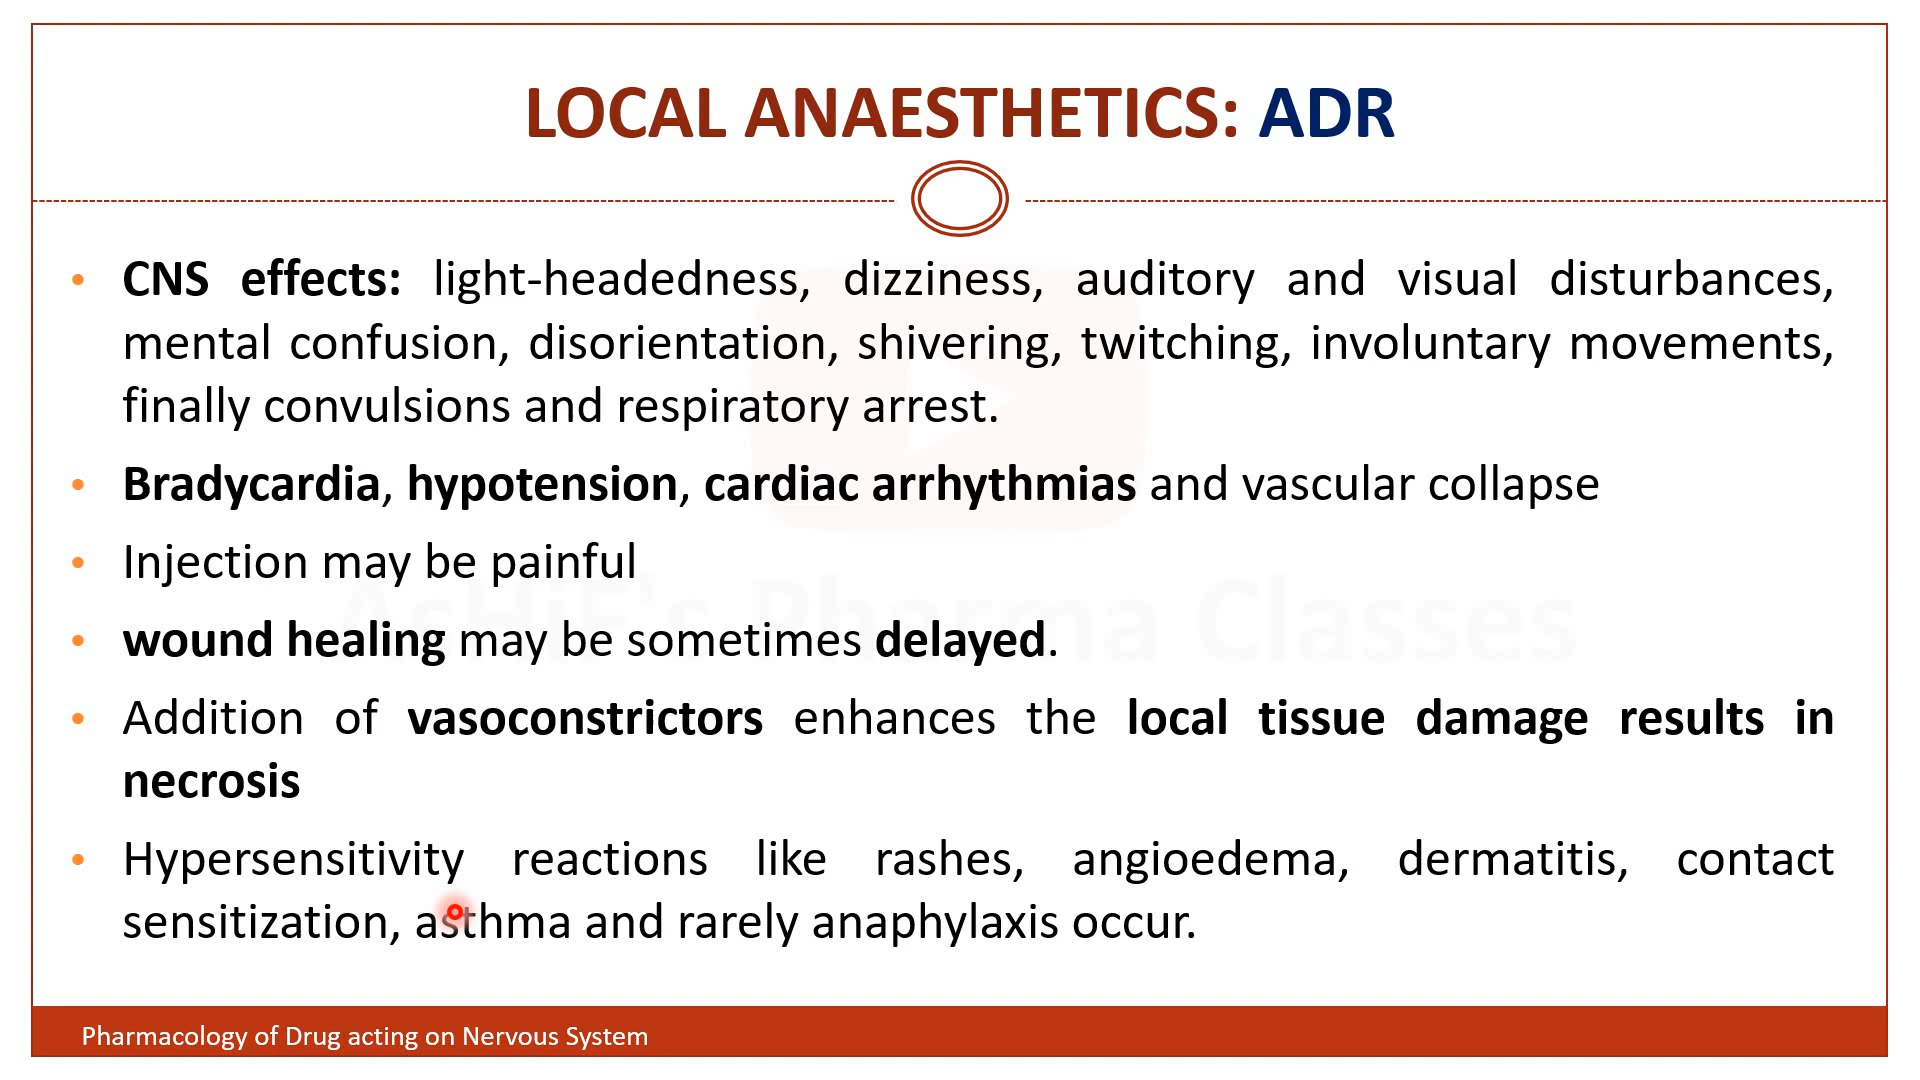 LOCAL ANAESTHETICS: ADR
• CNS effects: light-headedness, dizziness, auditory and visual disturbances,
mental confusion, disorientation, shivering, twitching, involuntary movements,
finally convulsions and respiratory arrest.
• Bradycardia, hypotension, cardiac arrhythmias and vascular collapse
• Injection may be painful
AsHiF's Pharma Classes
• wound healing may be sometimes delayed.
• Addition of vasoconstrictors enhances the local tissue damage results in
necrosis
• Hypersensitivity reactions like rashes, angioedema, dermatitis, contact
sensitization, asthma and rarely anaphylaxis occur.
Pharmacology of Drug acting on Nervous System